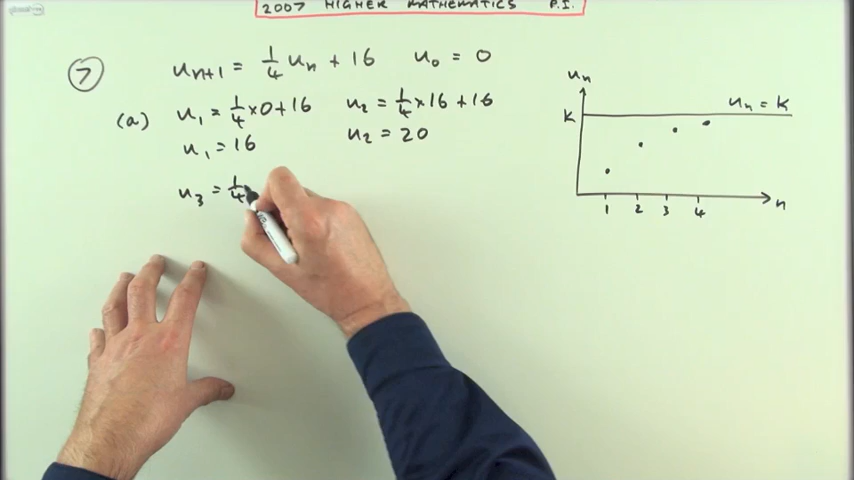 2007 HIGHER MATHEMATICS P.I.
7
uₙ₊₁ = 1/4 uₙ + 16 u₀ = 0
(a) u₁ = 1/4 × 0 + 16 u₂ = 1/4 × 16 + 16
u₁ = 16 u₂ = 20
u₃ = 1/4
uₙ
K uₙ = K
1 2 3 4 n